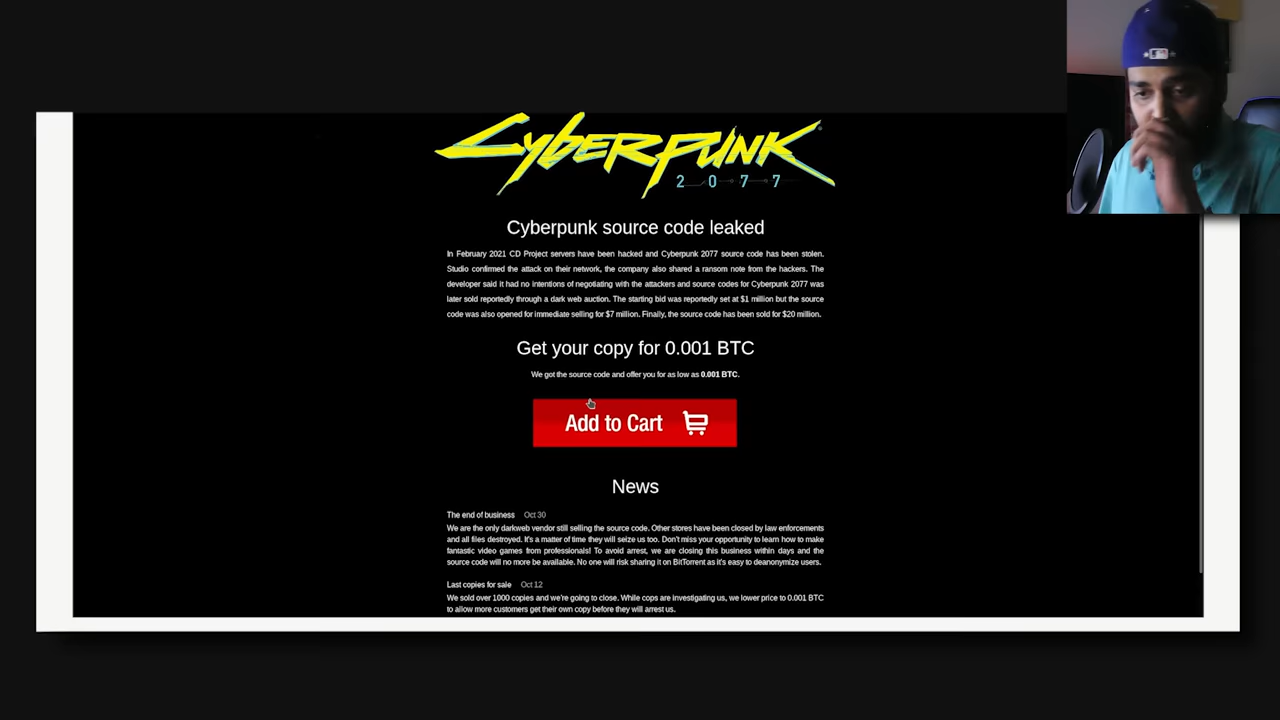 Cyberpunk
2077
Cyberpunk source code leaked
In February 2021 CD Project servers have been hacked and Cyberpunk 2077 source code has been stolen.
Studio confirmed the attack on their network, the company also shared a ransom note from the hackers. The
developer said it had no intentions of negotiating with the attackers and source codes for Cyberpunk 2077 was
later sold reportedly through a dark web auction. The starting bid was reportedly set at $1 million but the source
code was also opened for immediate selling for $7 million. Finally, the source code has been sold for $20 million.
Get your copy for 0.001 BTC
We got the source code and offer you for as low as 0.001 BTC.
Add to Cart
News
The end of business Oct 30
We are the only darkweb vendor still selling the source code. Other stores have been closed by law enforcements
and all files destroyed. It's a matter of time they will seize us too. Don't miss your opportunity to learn how to make
fantastic video games from professionals! To avoid arrest, we are closing this business within days and the
source code will no more be available. No one will risk sharing it on BitTorrent as it's easy to deanonymize users.
Last copies for sale Oct 12
We sold over 1000 copies and we're going to close. While cops are investigating us, we lower price to 0.001 BTC
to allow more customers get their own copy before they will arrest us.